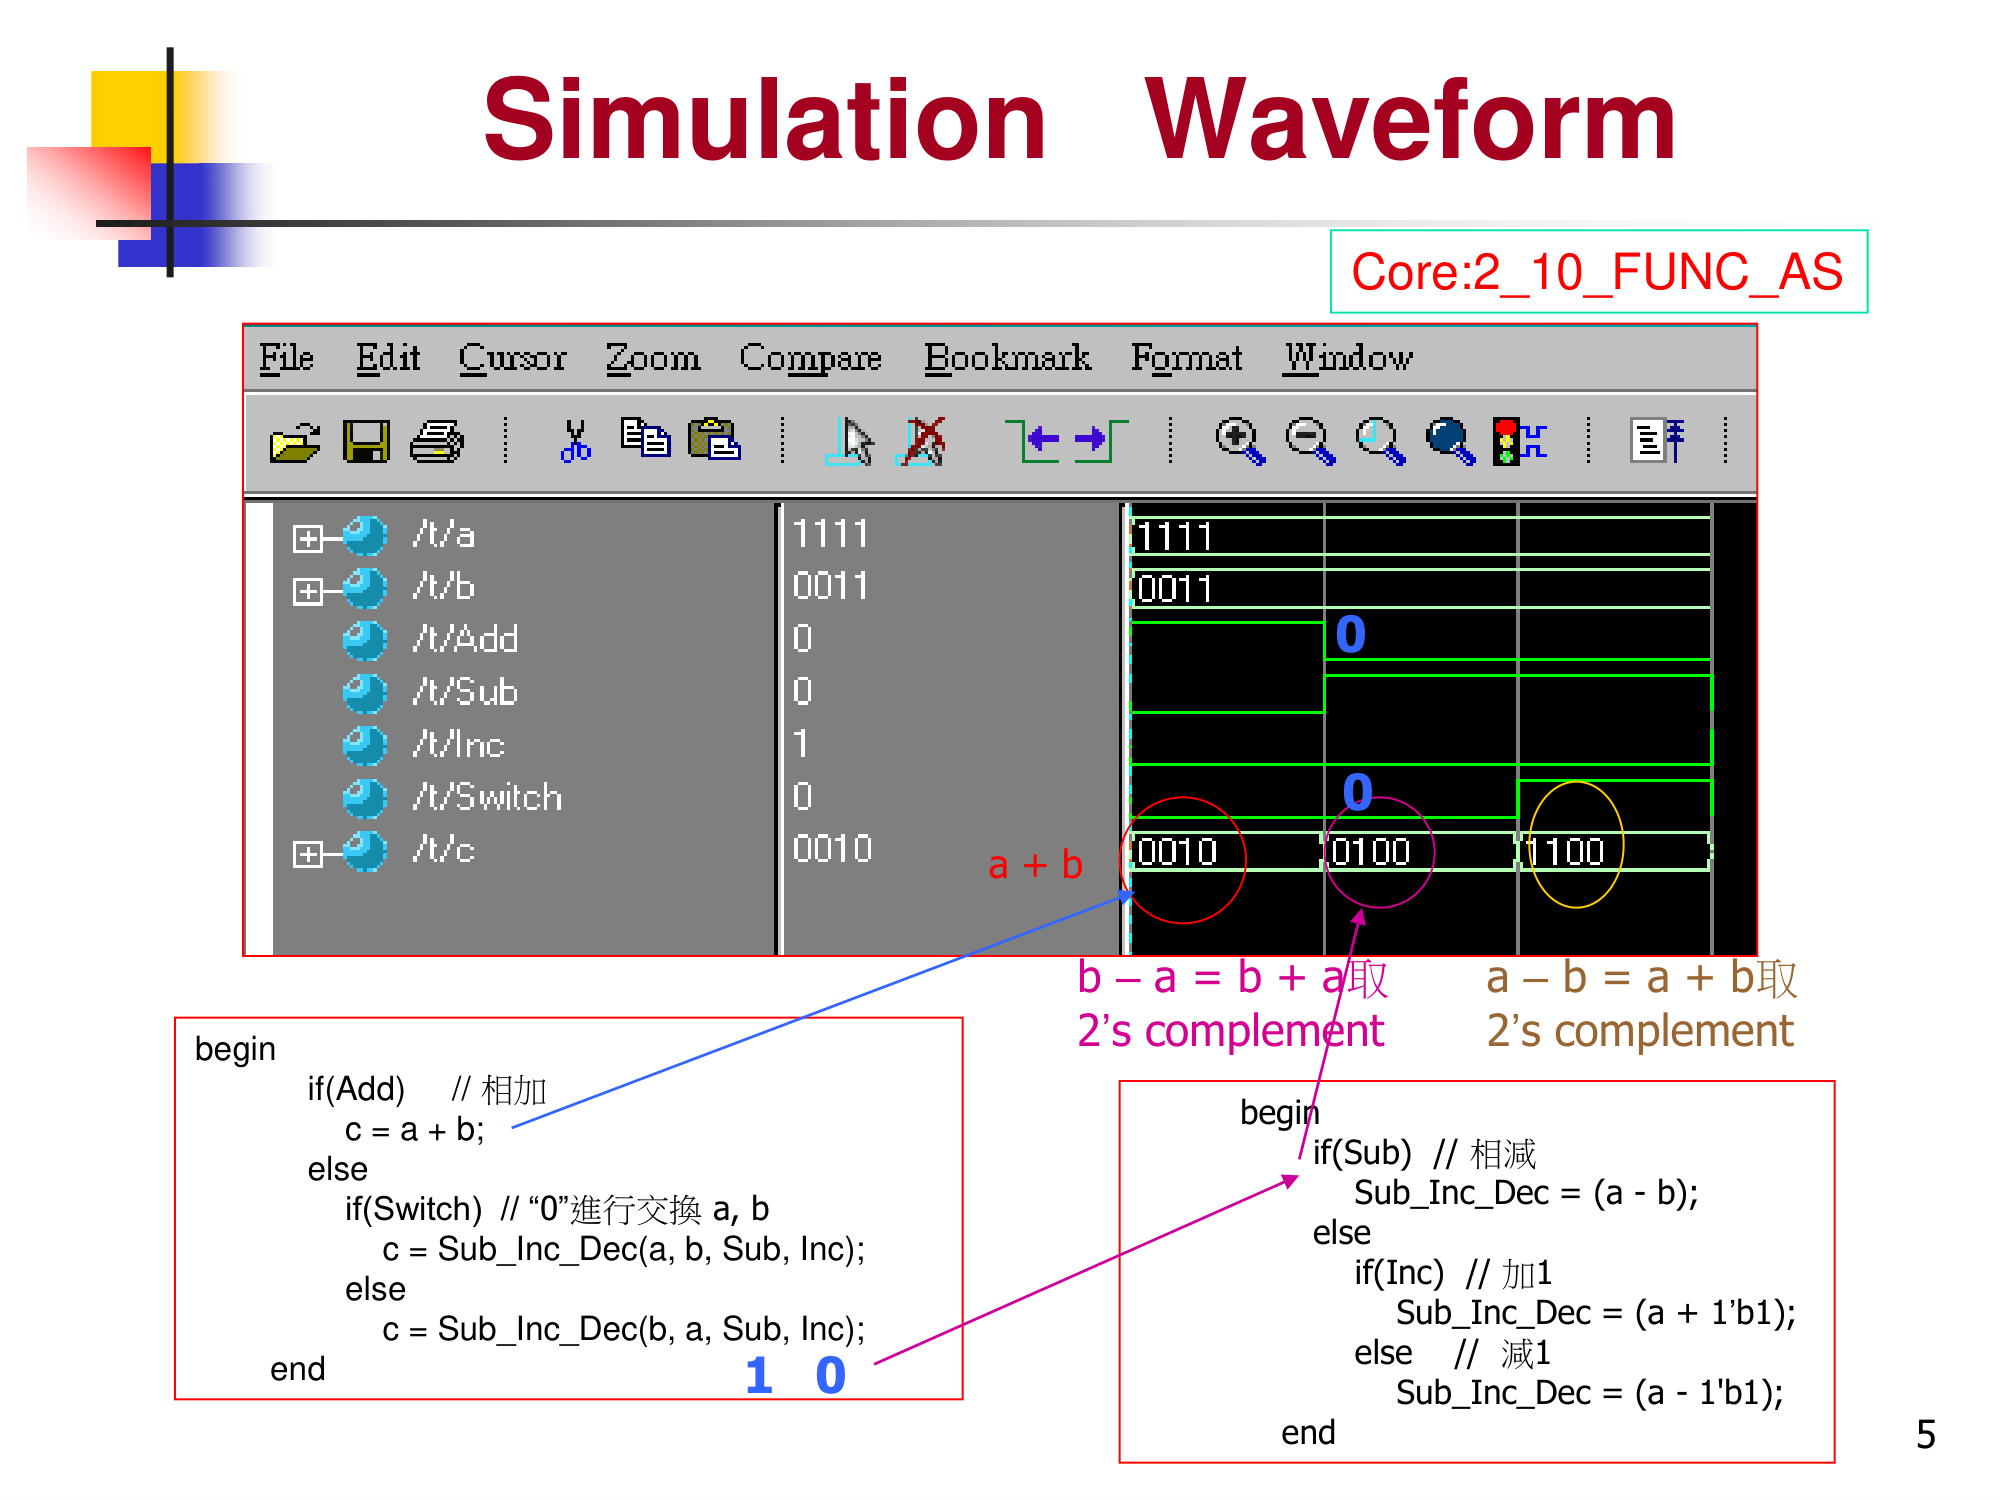 Simulation Waveform
Core:2_10_FUNC_AS
File Edit Cursor Zoom Compare Bookmark Format Window
/t/a 1111 1111
/t/b 0011 0011
/t/Add 0 0
/t/Sub 0
/t/Inc 1
/t/Switch 0 0
/t/c 0010 a + b 0010 0100 1100
b – a = b + a取
2’s complement
a – b = a + b取
2’s complement
begin
if(Add) // 相加
c = a + b;
else
if(Switch) // “0”進行交換 a, b
c = Sub_Inc_Dec(a, b, Sub, Inc);
else
c = Sub_Inc_Dec(b, a, Sub, Inc);
1 0
end
begin
if(Sub) // 相減
Sub_Inc_Dec = (a - b);
else
if(Inc) // 加1
Sub_Inc_Dec = (a + 1’b1);
else // 減1
Sub_Inc_Dec = (a - 1'b1);
end
5